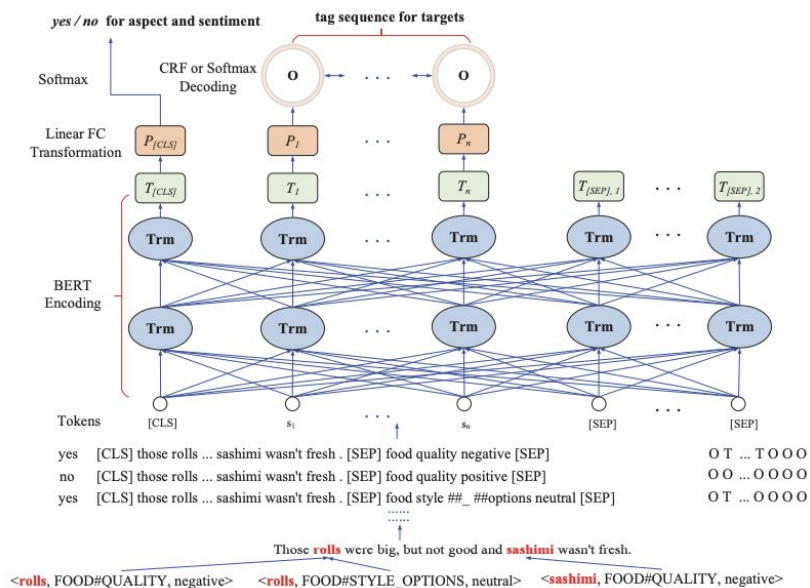 yes / no for aspect and sentiment
tag sequence for targets
Softmax
CRF or Softmax
Decoding
O . . . O
Linear FC
Transformation
P[CLS] P1 . . . Pn
T[CLS] T1 . . . Tn T[SEP], 1 . . . T[SEP], 2
Trm Trm . . . Trm Trm . . . Trm
BERT
Encoding
Trm Trm . . . Trm Trm . . . Trm
Tokens [CLS] s1 . . . sn [SEP] . . . [SEP]
yes [CLS] those rolls ... sashimi wasn't fresh . [SEP] food quality negative [SEP] O T ... T O O O
no [CLS] those rolls ... sashimi wasn't fresh . [SEP] food quality positive [SEP] O O ... O O O O
yes [CLS] those rolls ... sashimi wasn't fresh . [SEP] food style ##_ ##options neutral [SEP] O T ... O O O O
......
......
Those rolls were big, but not good and sashimi wasn't fresh.
<rolls, FOOD#QUALITY, negative> <rolls, FOOD#STYLE_OPTIONS, neutral> <sashimi, FOOD#QUALITY, negative>